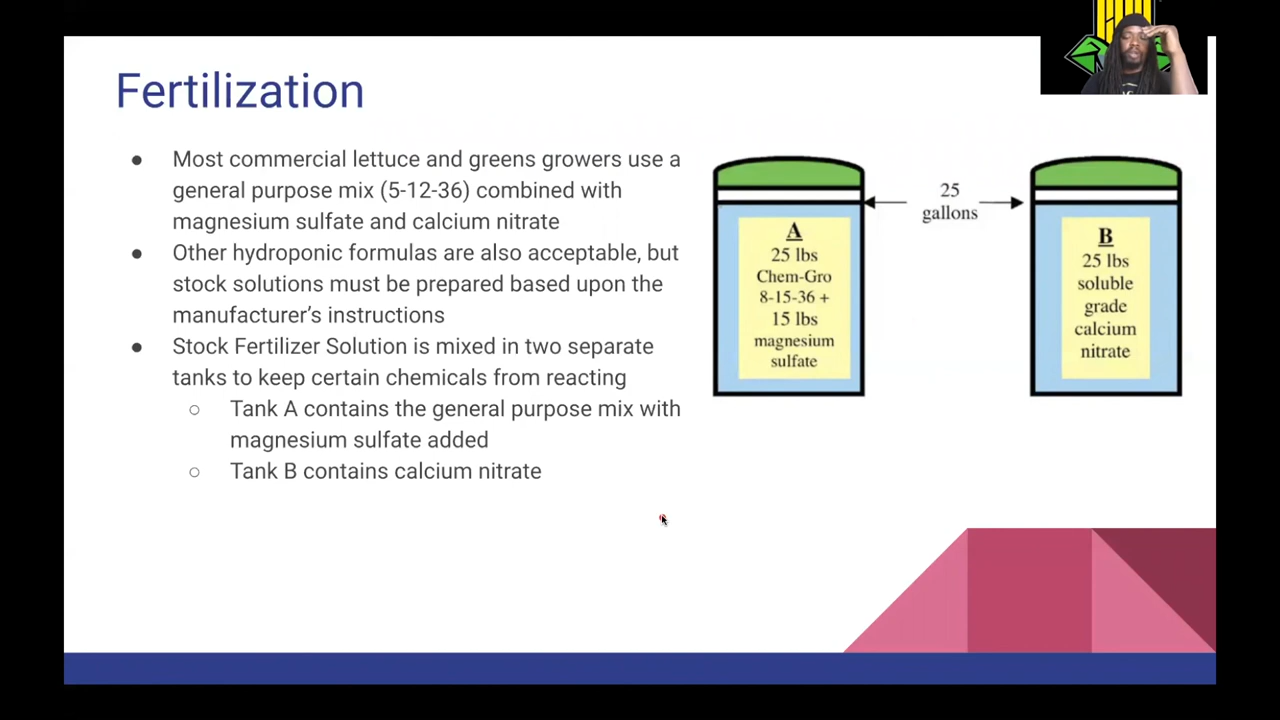 Fertilization
● Most commercial lettuce and greens growers use a
general purpose mix (5-12-36) combined with
magnesium sulfate and calcium nitrate
● Other hydroponic formulas are also acceptable, but
stock solutions must be prepared based upon the
manufacturer’s instructions
● Stock Fertilizer Solution is mixed in two separate
tanks to keep certain chemicals from reacting
○ Tank A contains the general purpose mix with
magnesium sulfate added
○ Tank B contains calcium nitrate
A
25 lbs
Chem-Gro
8-15-36 +
15 lbs
magnesium
sulfate
25
gallons
B
25 lbs
soluble
grade
calcium
nitrate